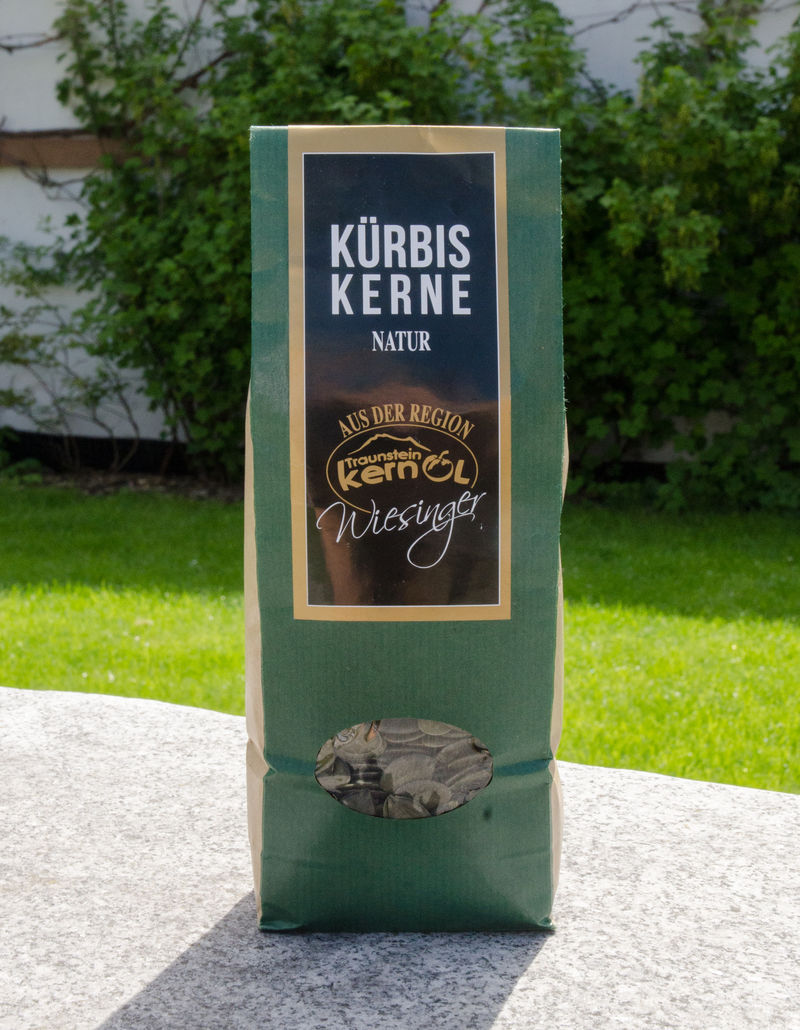 KÜRBIS
KERNE
NATUR
AUS DER REGION
Traunstein
kernÖL
Wiesinger